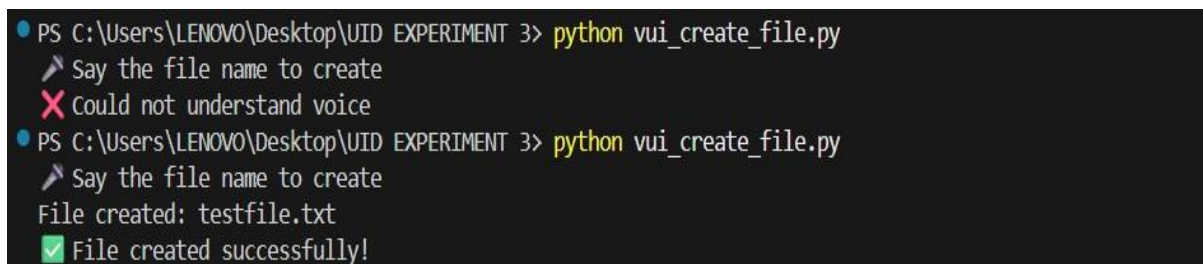 PS C:\Users\LENOVO\Desktop\UID EXPERIMENT 3> python vui_create_file.py
🎤 Say the file name to create
❌ Could not understand voice
PS C:\Users\LENOVO\Desktop\UID EXPERIMENT 3> python vui_create_file.py
🎤 Say the file name to create
File created: testfile.txt
✅ File created successfully!